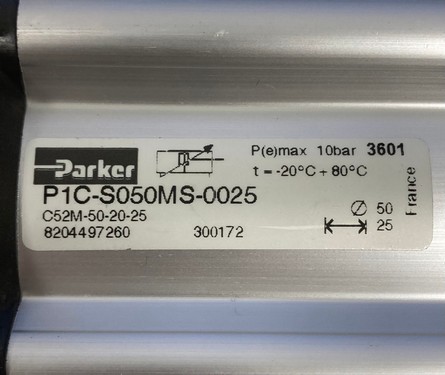 Parker
P(e)max 10bar 3601
t = -20°C + 80°C
P1C-S050MS-0025
C52M-50-20-25
8204497260 300172
⌀ 50
25
France